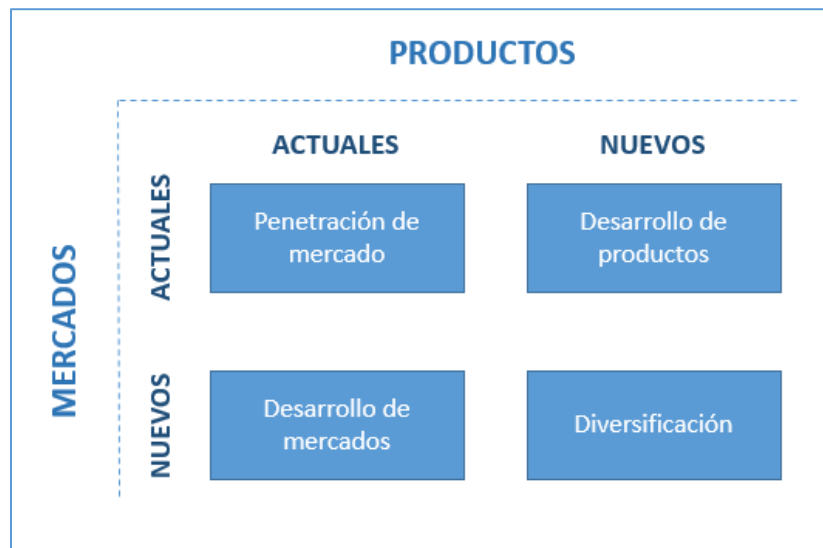 PRODUCTOS
ACTUALES
NUEVOS
MERCADOS
ACTUALES
Penetración de
mercado
Desarrollo de
productos
NUEVOS
Desarrollo de
mercados
Diversificación